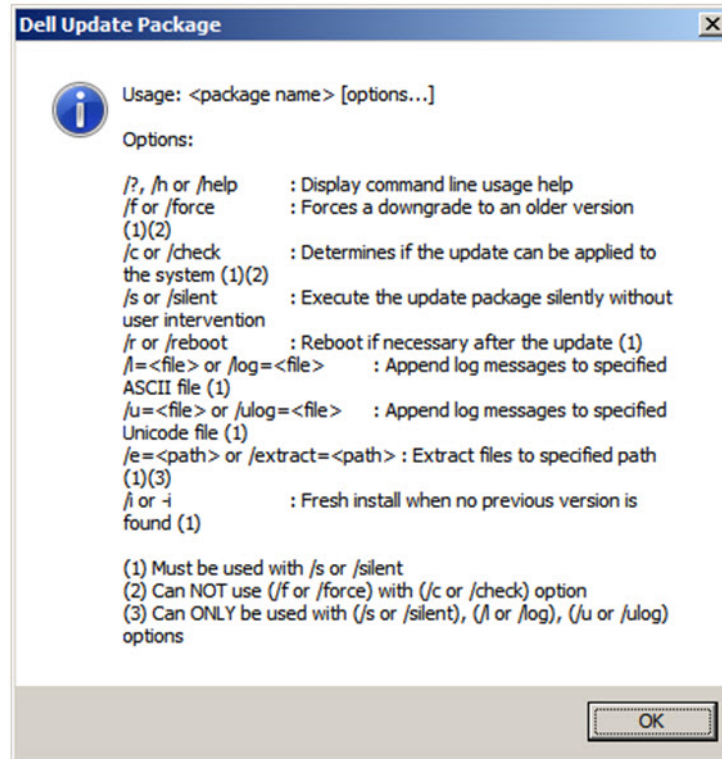 Dell Update Package
Usage: <package name> [options...]
Options:
/?, /h or /help : Display command line usage help
/f or /force : Forces a downgrade to an older version
(1)(2)
/c or /check : Determines if the update can be applied to
the system (1)(2)
/s or /silent : Execute the update package silently without
user intervention
/r or /reboot : Reboot if necessary after the update (1)
/l=<file> or /log=<file> : Append log messages to specified
ASCII file (1)
/u=<file> or /ulog=<file> : Append log messages to specified
Unicode file (1)
/e=<path> or /extract=<path> : Extract files to specified path
(1)(3)
/i or -i : Fresh install when no previous version is
found (1)
(1) Must be used with /s or /silent
(2) Can NOT use (/f or /force) with (/c or /check) option
(3) Can ONLY be used with (/s or /silent), (/l or /log), (/u or /ulog)
options
OK